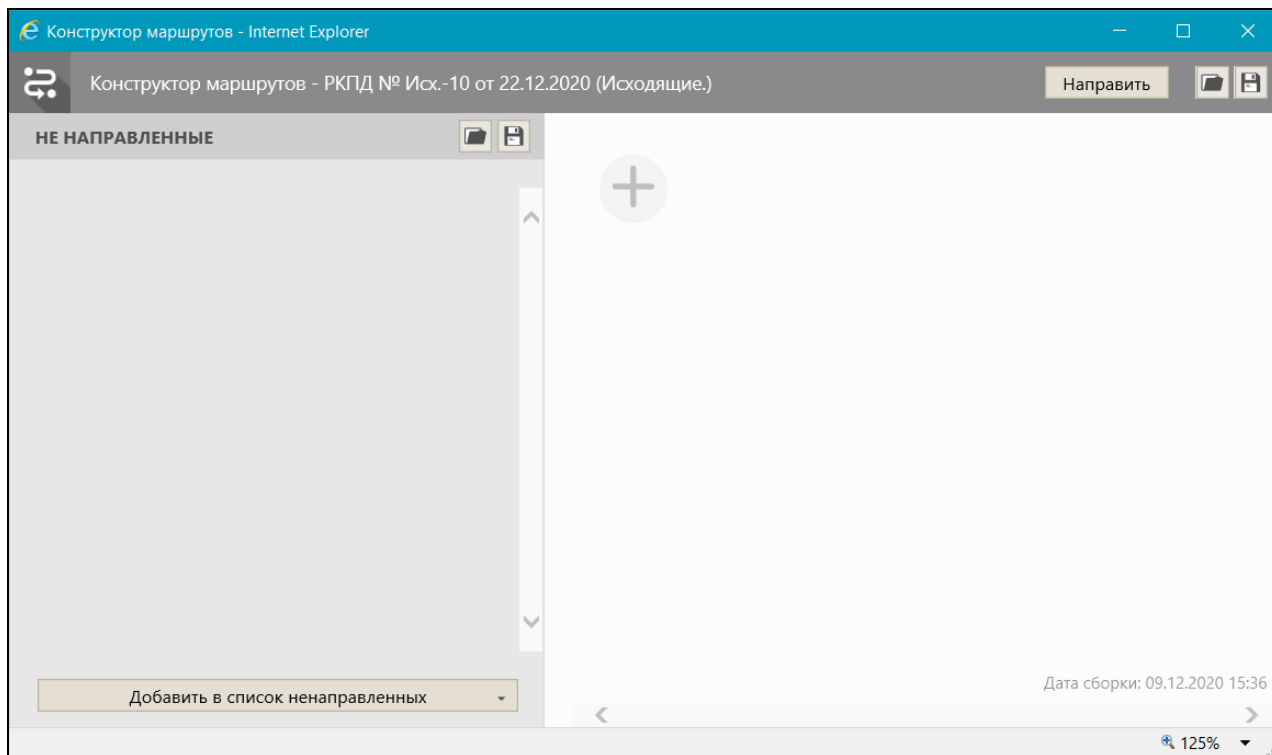 Конструктор маршрутов - Internet Explorer
Конструктор маршрутов - РКПД № Исх.-10 от 22.12.2020 (Исходящие.)
Направить
НЕ НАПРАВЛЕННЫЕ
Добавить в список ненаправленных
Дата сборки: 09.12.2020 15:36
125%